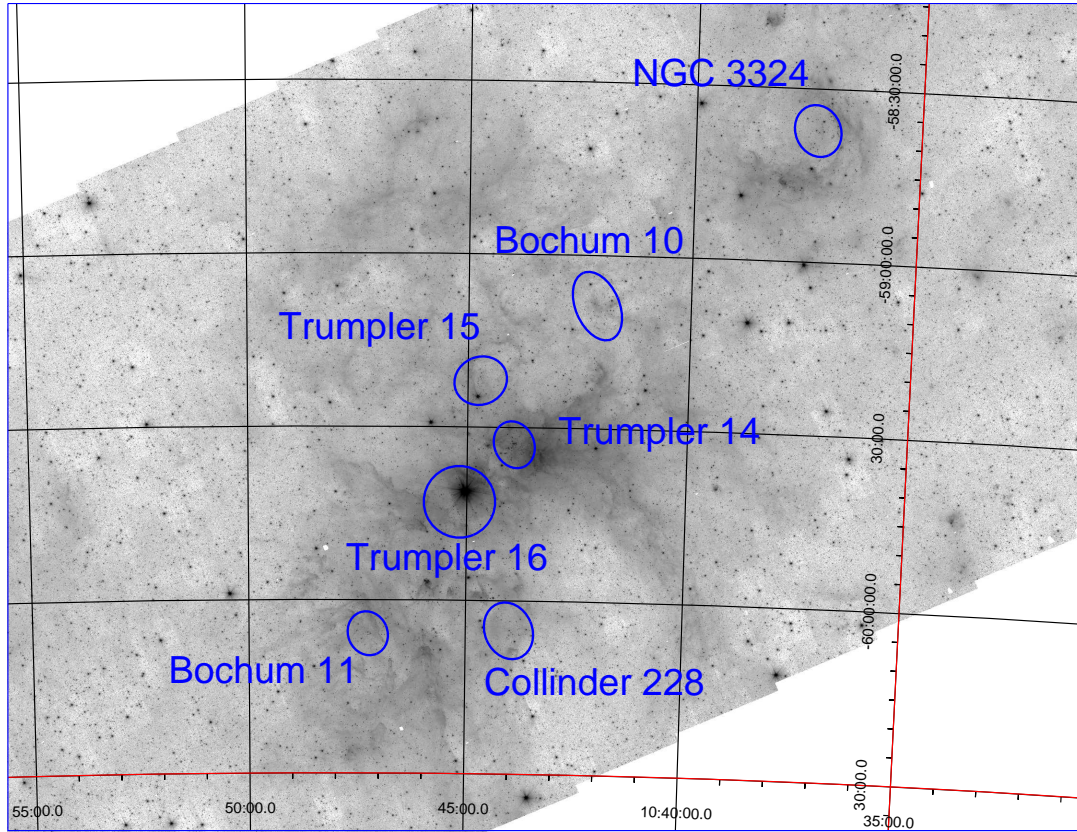 NGC 3324
-58:30:00.0
Bochum 10
-59:00:00.0
Trumpler 15
Trumpler 14
30:00.0
Trumpler 16
-60:00:00.0
Bochum 11
Collinder 228
30:00.0
55:00.0
50:00.0
45:00.0
10:40:00.0
35:00.0